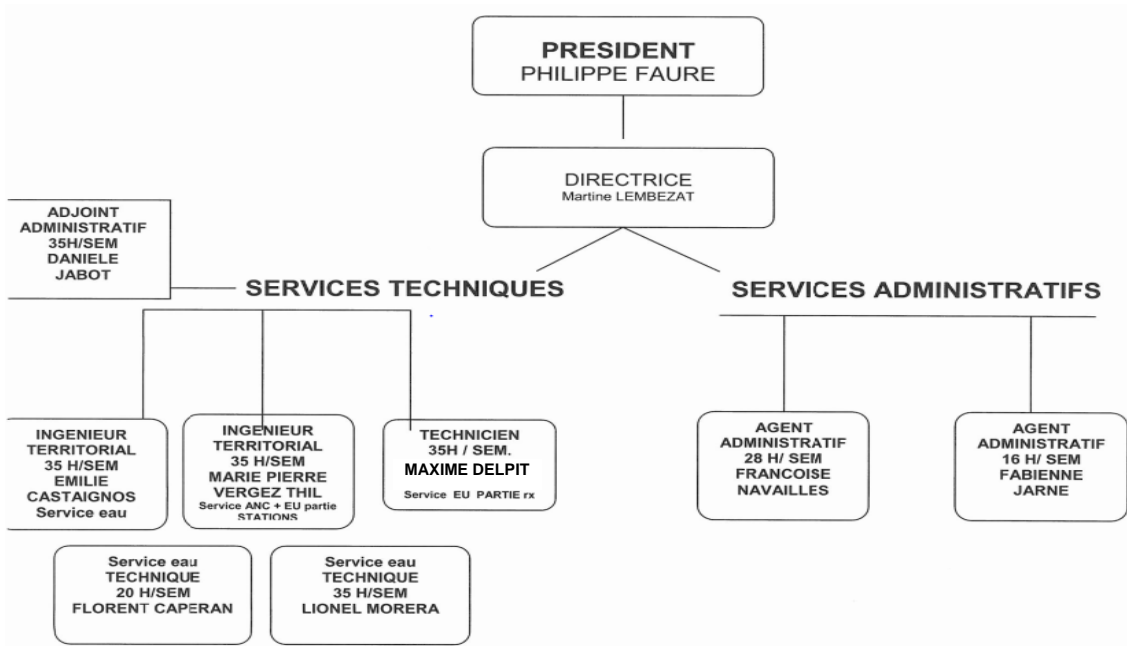 PRESIDENT
PHILIPPE FAURE
DIRECTRICE
Martine LEMBEZAT
ADJOINT
ADMINISTRATIF
35H/SEM
DANIELE
JABOT
SERVICES TECHNIQUES
SERVICES ADMINISTRATIFS
INGENIEUR
TERRITORIAL
35 H/SEM
EMILIE
CASTAIGNOS
Service eau
INGENIEUR
TERRITORIAL
35 H/SEM
MARIE PIERRE
VERGEZ THIL
Service ANC + EU partie
STATIONS
TECHNICIEN
35H / SEM.
MAXIME DELPIT
Service EU PARTIE rx
AGENT
ADMINISTRATIF
28 H/ SEM
FRANCOISE
NAVAILLES
AGENT
ADMINISTRATIF
16 H/ SEM
FABIENNE
JARNE
Service eau
TECHNIQUE
20 H/SEM
FLORENT CAPERAN
Service eau
TECHNIQUE
35 H/SEM
LIONEL MORERA